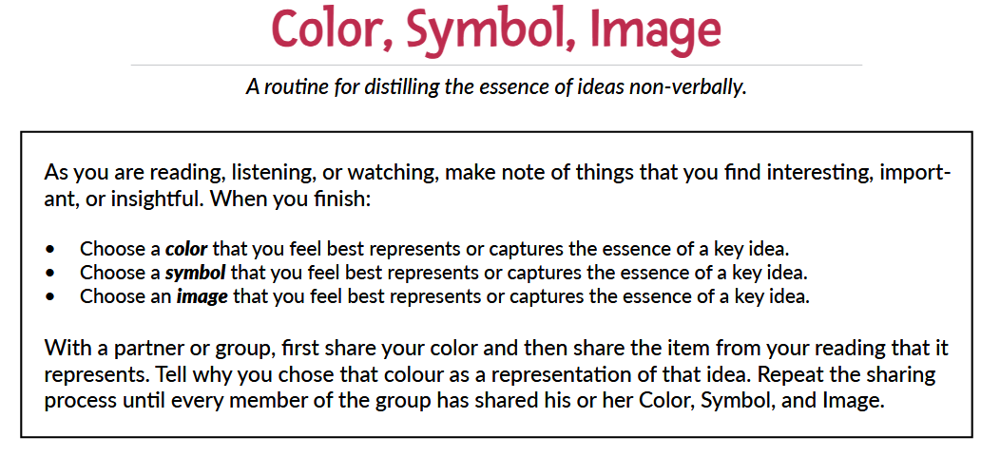 Color, Symbol, Image
A routine for distilling the essence of ideas non-verbally.
As you are reading, listening, or watching, make note of things that you find interesting, import-
ant, or insightful. When you finish:
• Choose a color that you feel best represents or captures the essence of a key idea.
• Choose a symbol that you feel best represents or captures the essence of a key idea.
• Choose an image that you feel best represents or captures the essence of a key idea.
With a partner or group, first share your color and then share the item from your reading that it
represents. Tell why you chose that colour as a representation of that idea. Repeat the sharing
process until every member of the group has shared his or her Color, Symbol, and Image.